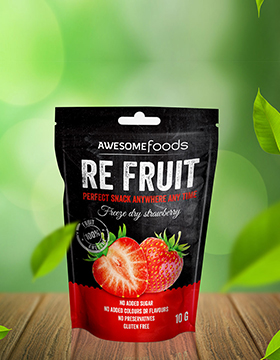 AWESOMEfoods
RE FRUIT
PERFECT SNACK ANYWHERE ANY TIME
Freeze dry strawberry
100%
NO ADDED SUGAR
NO ADDED COLOURS OR FLAVOURS
NO PRESERVATIVES
GLUTEN FREE
10 G